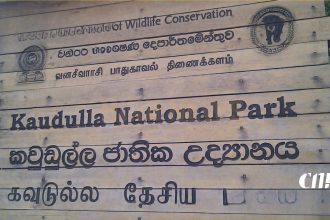 of Wildlife Conservation
වනජීවී සංරක්ෂණ දෙපාර්තමේන්තුව
வனசீவராசி பாதுகாவல் திணைக்களம்
Kaudulla National Park
කවුඩුල්ල ජාතික උද්‍යානය
கவுடுல்ல தேசிய